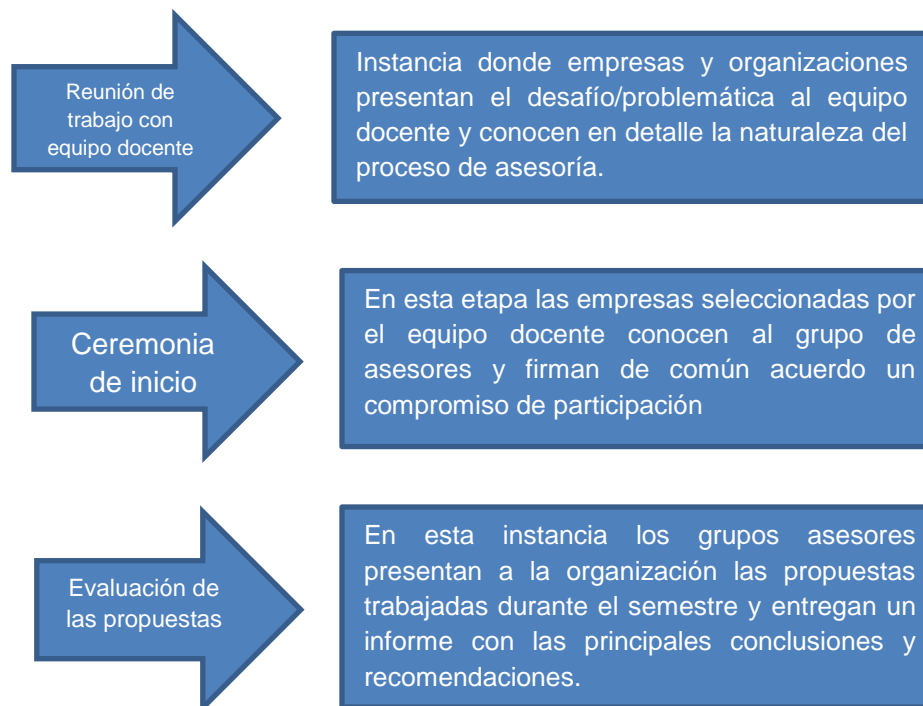 Reunión de
trabajo con
equipo docente
Instancia donde empresas y organizaciones
presentan el desafío/problemática al equipo
docente y conocen en detalle la naturaleza del
proceso de asesoría.
Ceremonia
de inicio
En esta etapa las empresas seleccionadas por
el equipo docente conocen al grupo de
asesores y firman de común acuerdo un
compromiso de participación
Evaluación de
las propuestas
En esta instancia los grupos asesores
presentan a la organización las propuestas
trabajadas durante el semestre y entregan un
informe con las principales conclusiones y
recomendaciones.